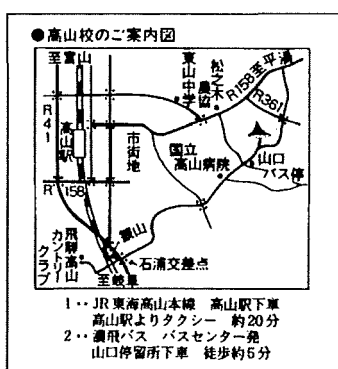 ●高山校のご案内図
至富山
東山中学
松之木農協
R158至平湯
R361
R41
高山駅
市街地
国立高山病院
山口バス停
R158
飛騨高山カントリークラブ
石浦交差点
至岐阜
1‥JR東海高山本線 高山駅下車
高山駅よりタクシー 約20分
2‥濃飛バス バスセンター発
山口停留所下車 徒歩約5分